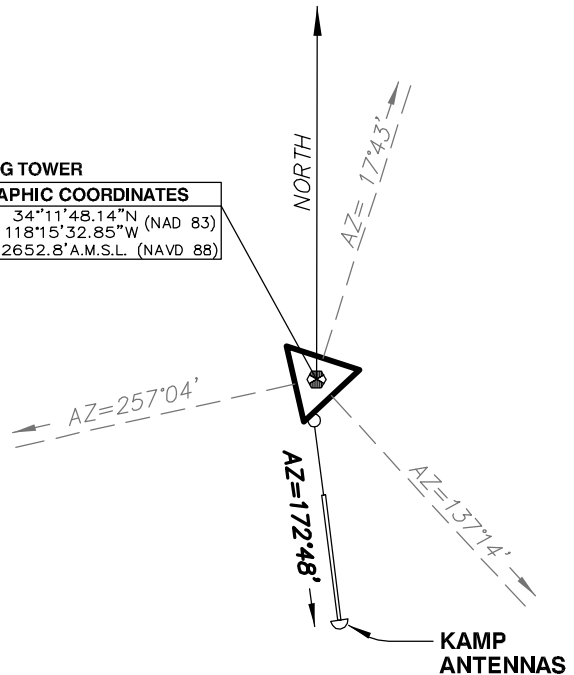 NORTH
AZ= 17°43'
G TOWER
APHIC COORDINATES
34°11'48.14"N (NAD 83)
118°15'32.85"W
2652.8'A.M.S.L. (NAVD 88)
AZ=257°04'
AZ=172°48'
AZ=137°14'
KAMP
ANTENNAS